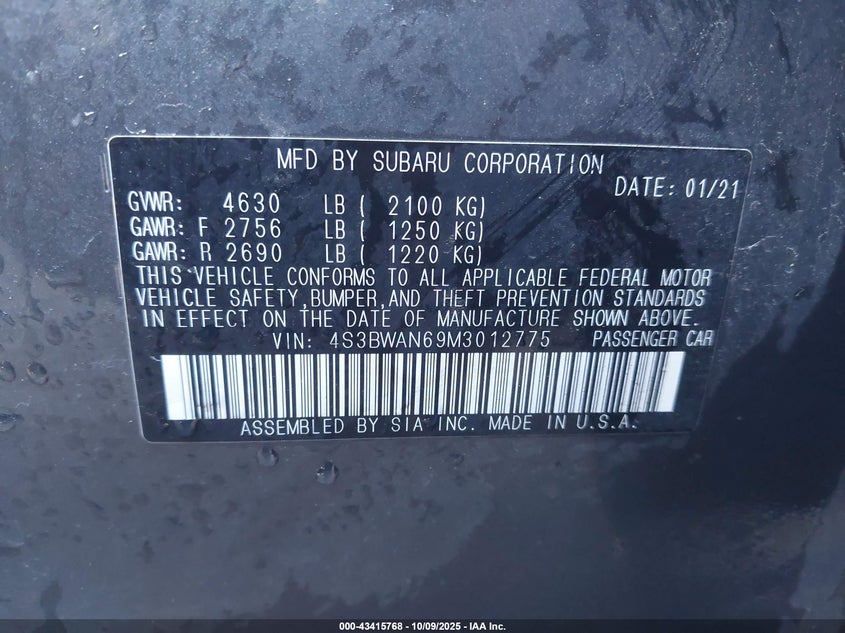 MFD BY SUBARU CORPORATION
DATE: 01/21
GVWR: 4630 LB ( 2100 KG)
GAWR: F 2756 LB ( 1250 KG)
GAWR: R 2690 LB ( 1220 KG)
THIS VEHICLE CONFORMS TO ALL APPLICABLE FEDERAL MOTOR
VEHICLE SAFETY,BUMPER,AND THEFT PREVENTION STANDARDS
IN EFFECT ON THE DATE OF MANUFACTURE SHOWN ABOVE.
VIN: 4S3BWAN69M3012775 PASSENGER CAR
ASSEMBLED BY SIA INC. MADE IN U.S.A.
000-43415768 - 10/09/2025 - IAA Inc.